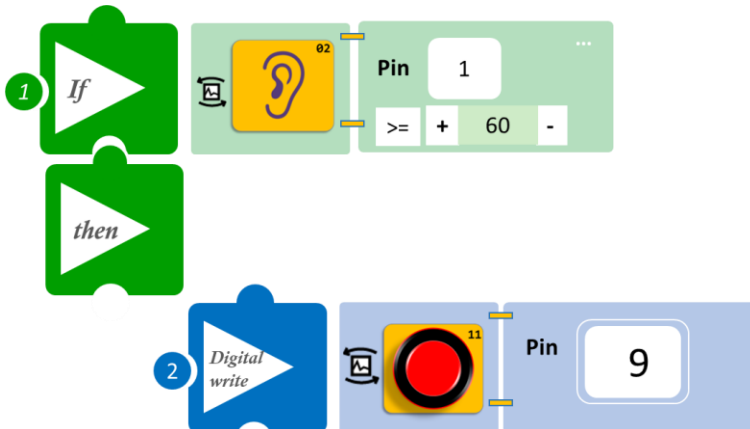 02
...
Pin 1
1 If
>= + 60 -
then
11
Pin 9
2 Digital
write